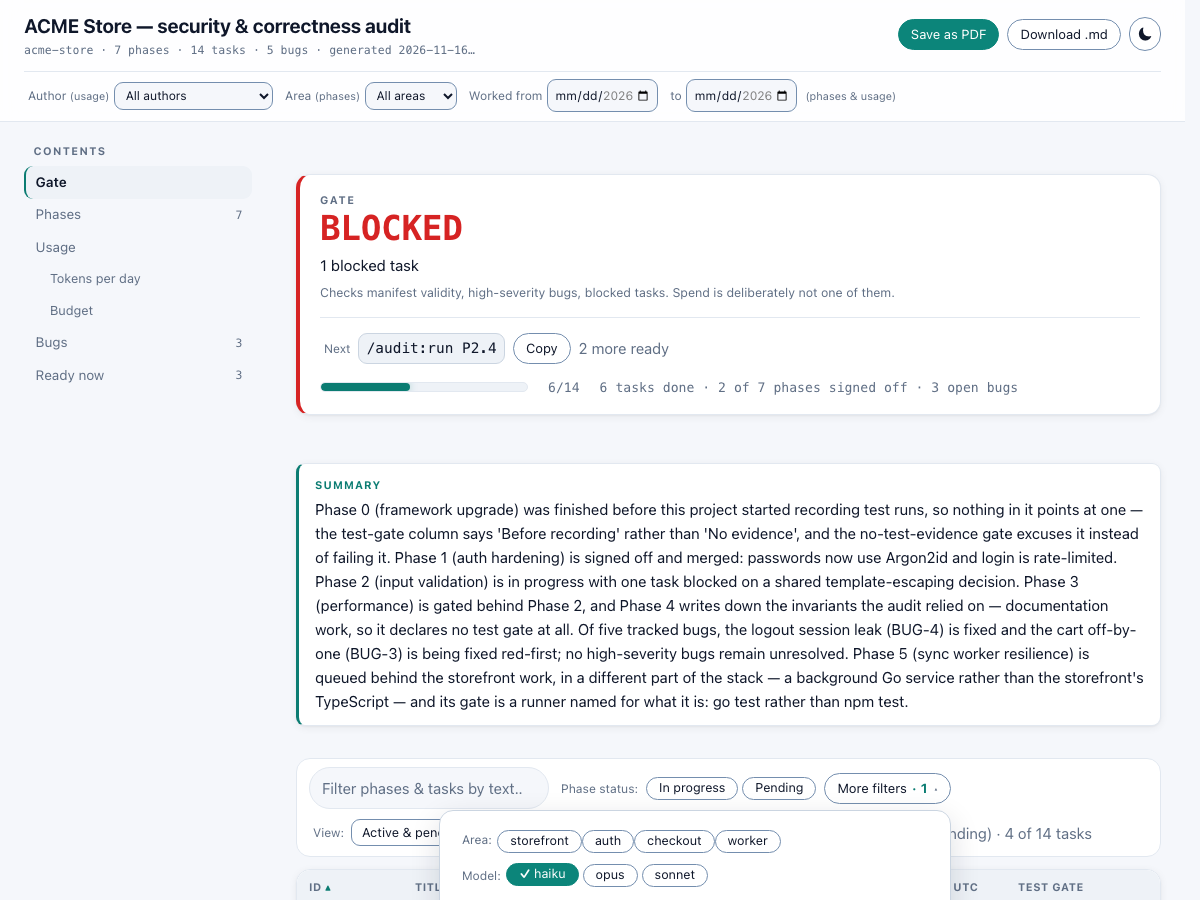 ACME Store — security & correctness audit
acme-store · 7 phases · 14 tasks · 5 bugs · generated 2026-11-16…
Save as PDF
Download .md
Author (usage) All authors Area (phases) All areas Worked from mm/dd/2026 to mm/dd/2026 (phases & usage)
CONTENTS
Gate
Phases 7
Usage
Tokens per day
Budget
Bugs 3
Ready now 3
GATE
BLOCKED
1 blocked task
Checks manifest validity, high-severity bugs, blocked tasks. Spend is deliberately not one of them.
Next /audit:run P2.4 Copy 2 more ready
6/14 6 tasks done · 2 of 7 phases signed off · 3 open bugs
SUMMARY
Phase 0 (framework upgrade) was finished before this project started recording test runs, so nothing in it points at one —
the test-gate column says 'Before recording' rather than 'No evidence', and the no-test-evidence gate excuses it instead
of failing it. Phase 1 (auth hardening) is signed off and merged: passwords now use Argon2id and login is rate-limited.
Phase 2 (input validation) is in progress with one task blocked on a shared template-escaping decision. Phase 3
(performance) is gated behind Phase 2, and Phase 4 writes down the invariants the audit relied on — documentation
work, so it declares no test gate at all. Of five tracked bugs, the logout session leak (BUG-4) is fixed and the cart off-by-
one (BUG-3) is being fixed red-first; no high-severity bugs remain unresolved. Phase 5 (sync worker resilience) is
queued behind the storefront work, in a different part of the stack — a background Go service rather than the storefront's
TypeScript — and its gate is a runner named for what it is: go test rather than npm test.
Filter phases & tasks by text.. Phase status: In progress Pending More filters · 1 ·
View: Active & pen nding) · 4 of 14 tasks
Area: storefront auth checkout worker
Model: ✓ haiku opus sonnet
ID ▲ TITL UTC TEST GATE